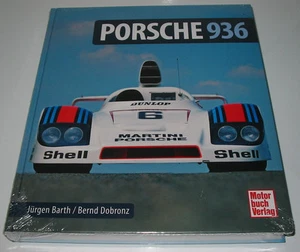 PORSCHE 936
DUNLOP
6
MARTINI
PORSCHE
Shell
Shell
Jürgen Barth / Bernd Dobronz
Motor
buch
Verlag